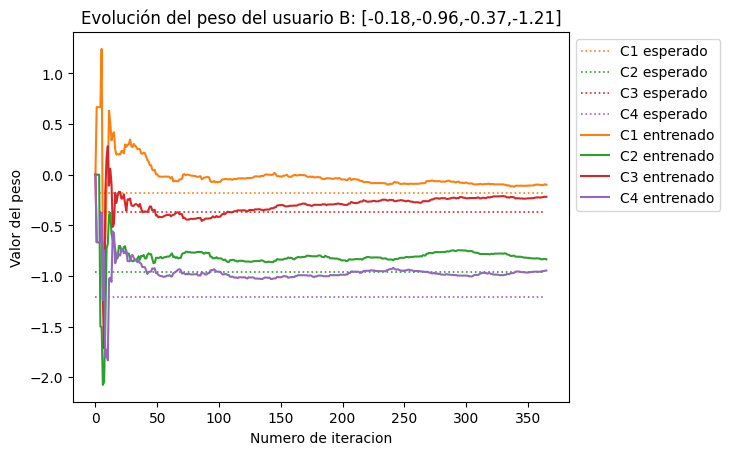 Evolución del peso del usuario B: [-0.18,-0.96,-0.37,-1.21]
C1 esperado
C2 esperado
C3 esperado
C4 esperado
C1 entrenado
C2 entrenado
C3 entrenado
C4 entrenado
Valor del peso
1.0
0.5
0.0
−0.5
−1.0
−1.5
−2.0
0 50 100 150 200 250 300 350
Numero de iteracion